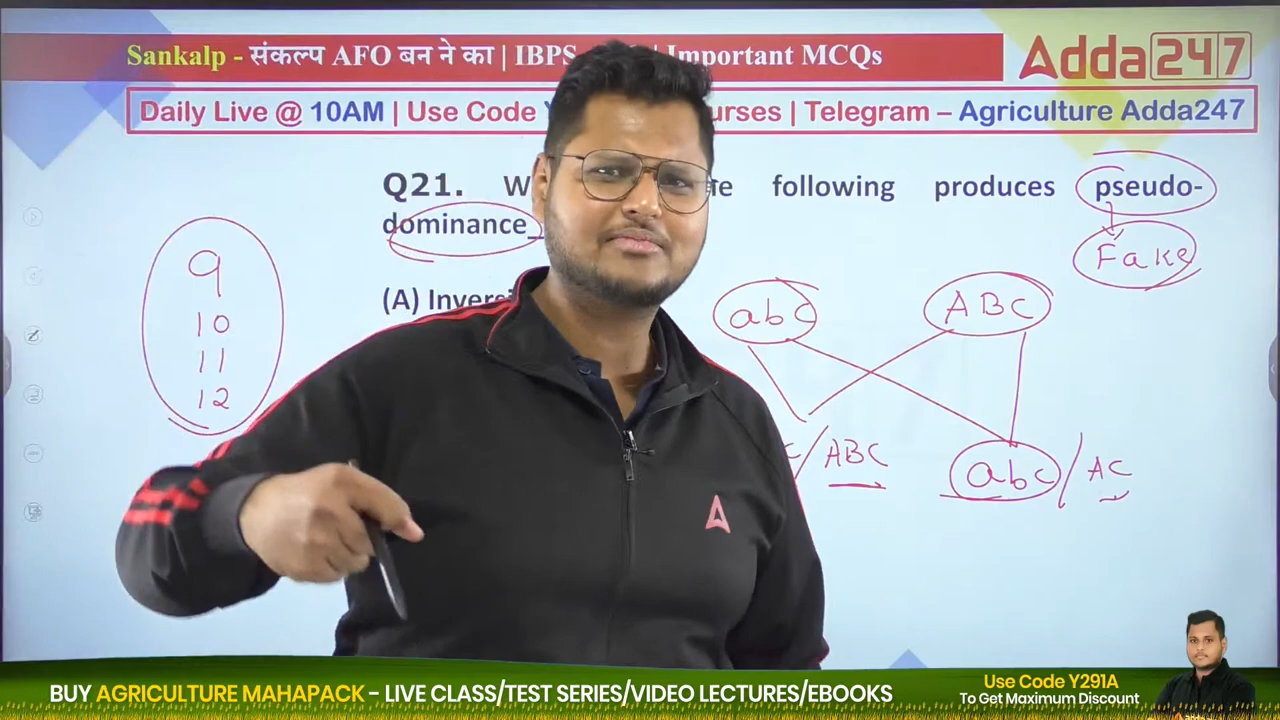 Sankalp - संकल्प AFO बन ने का | IBPS Important MCQs
Adda247
Daily Live @ 10AM | Use Code urses | Telegram – Agriculture Adda247
Q21. following produces pseudo-
dominance_
Fake
(A)
9
10
11
12
abc ABC
/ ABC abc / AC
BUY AGRICULTURE MAHAPACK – LIVE CLASS/TEST SERIES/VIDEO LECTURES/EBOOKS
Use Code Y291A
To Get Maximum Discount